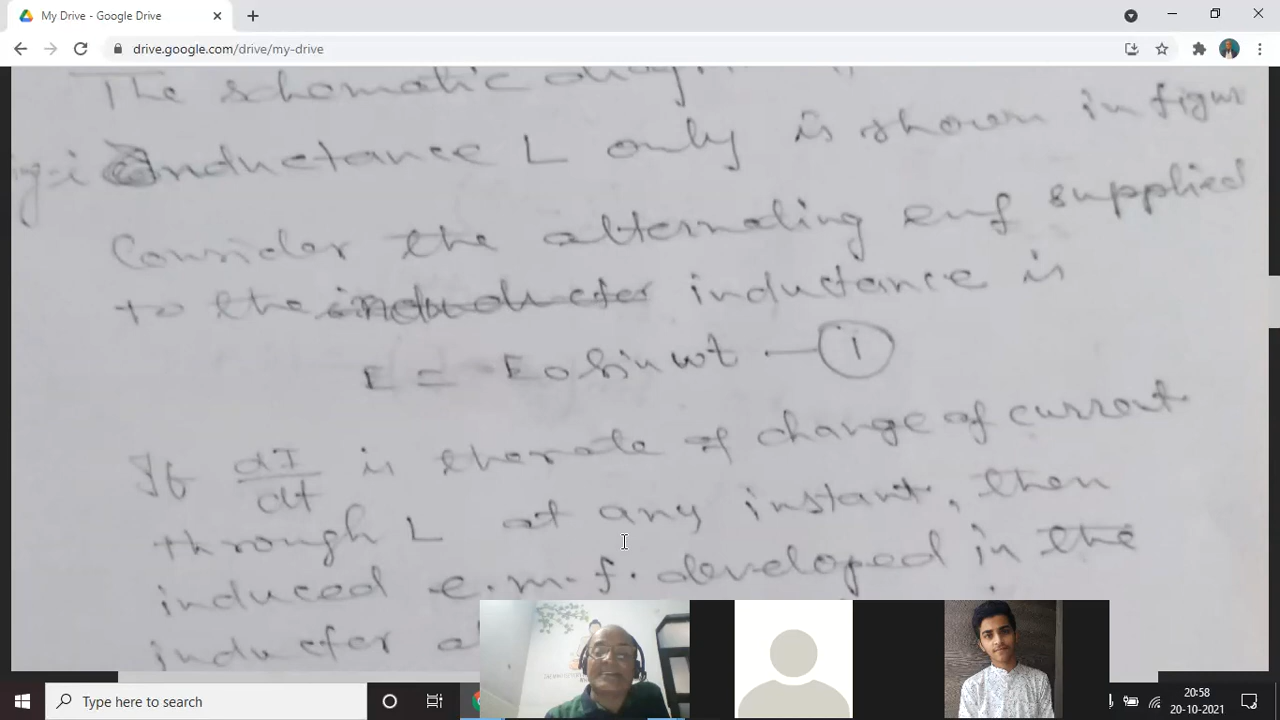 My Drive - Google Drive
drive.google.com/drive/my-drive
The schematic
inductance L only is shown in figur
Consider the alternating emf supplied
to the inductance is
E = E0 sin wt — (1)
If dI/dt is the rate of change of current
through L at any instant, then
induced e.m.f. developed in the
inducter
Type here to search
20:58
20-10-2021